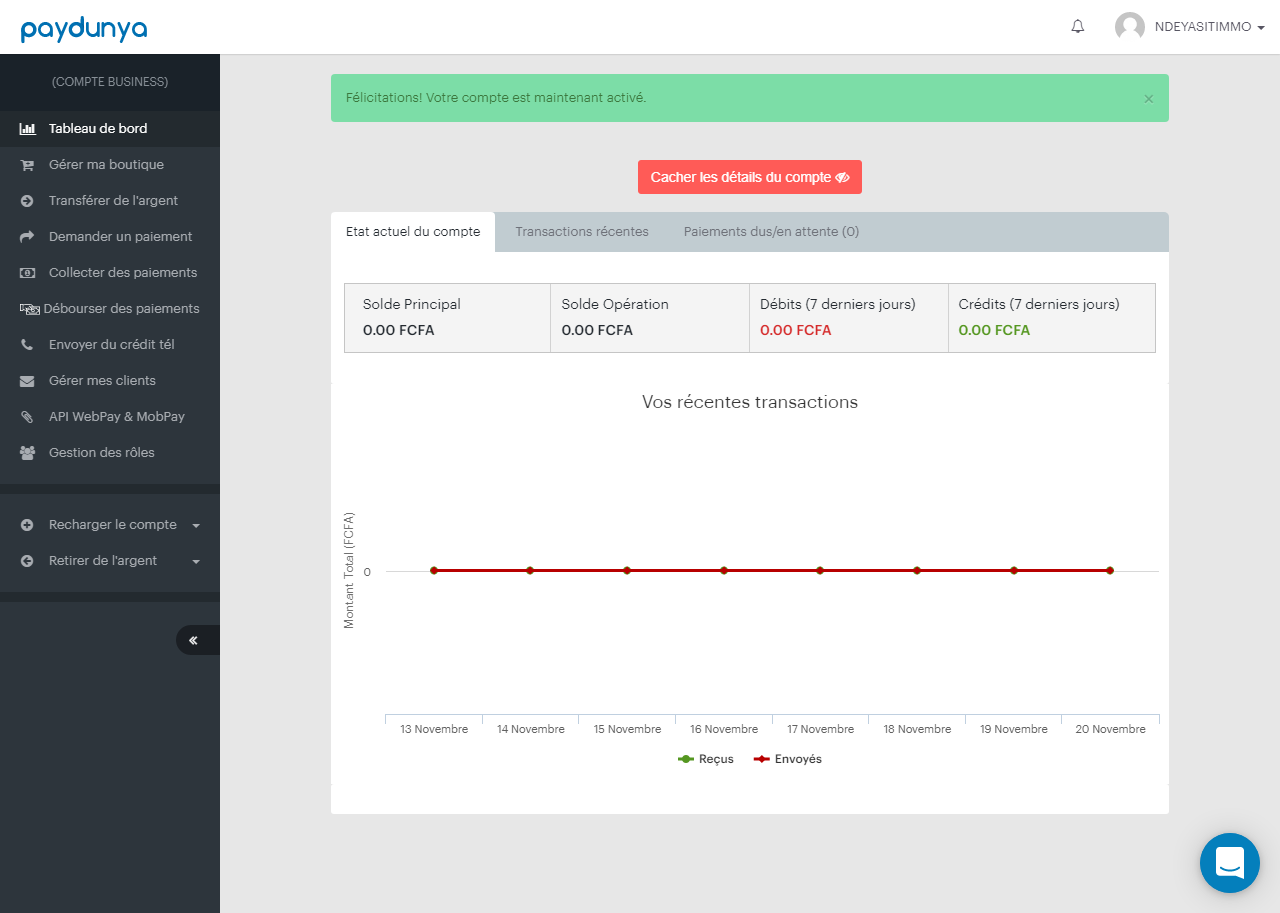 paydunya
NDEYASITIMMO
(COMPTE BUSINESS)
Tableau de bord
Gérer ma boutique
Transférer de l'argent
Demander un paiement
Collecter des paiements
Débourser des paiements
Envoyer du crédit tél
Gérer mes clients
API WebPay & MobPay
Gestion des rôles
Recharger le compte
Retirer de l'argent
Félicitations! Votre compte est maintenant activé.
×
Cacher les détails du compte
Etat actuel du compte Transactions récentes Paiements dus/en attente (0)
Solde Principal Solde Opération Débits (7 derniers jours) Crédits (7 derniers jours)
0.00 FCFA 0.00 FCFA 0.00 FCFA 0.00 FCFA
Vos récentes transactions
Montant Total (FCFA)
0
13 Novembre 14 Novembre 15 Novembre 16 Novembre 17 Novembre 18 Novembre 19 Novembre 20 Novembre
Reçus Envoyés